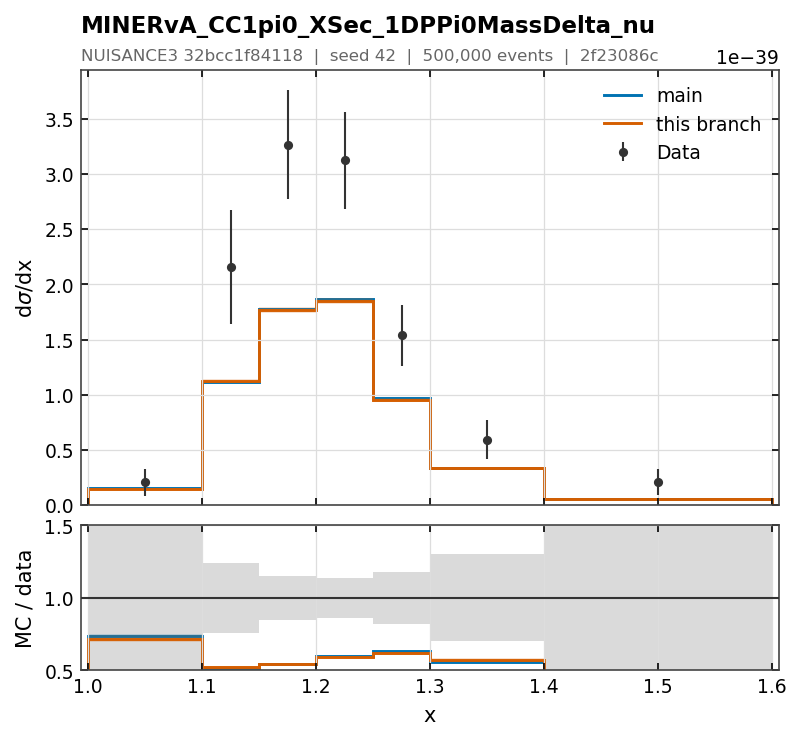 MINERvA_CC1pi0_XSec_1DPPi0MassDelta_nu
NUISANCE3 32bcc1f84118 | seed 42 | 500,000 events | 2f23086c
1e−39
main
this branch
Data
3.5
3.0
2.5
2.0
1.5
1.0
0.5
0.0
dσ/dx
1.5
1.0
0.5
MC / data
1.0 1.1 1.2 1.3 1.4 1.5 1.6
x